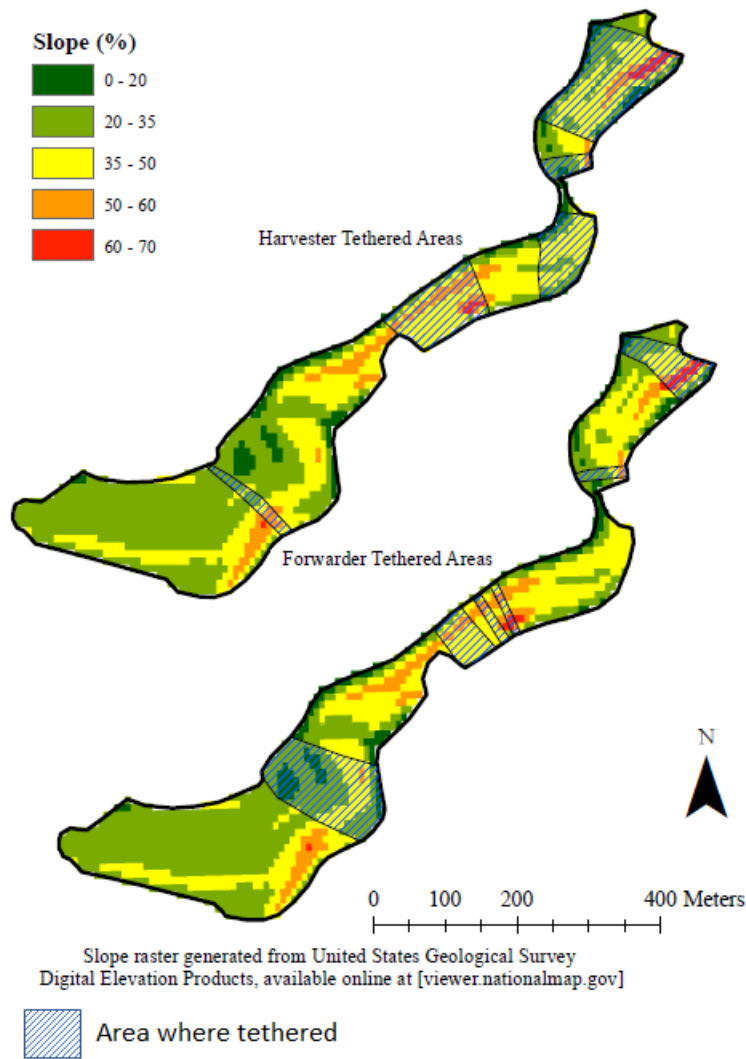 Slope (%)
0 - 20
20 - 35
35 - 50
50 - 60
60 - 70
Harvester Tethered Areas
Forwarder Tethered Areas
N
0 100 200 400 Meters
Slope raster generated from United States Geological Survey
Digital Elevation Products, available online at [viewer.nationalmap.gov]
Area where tethered